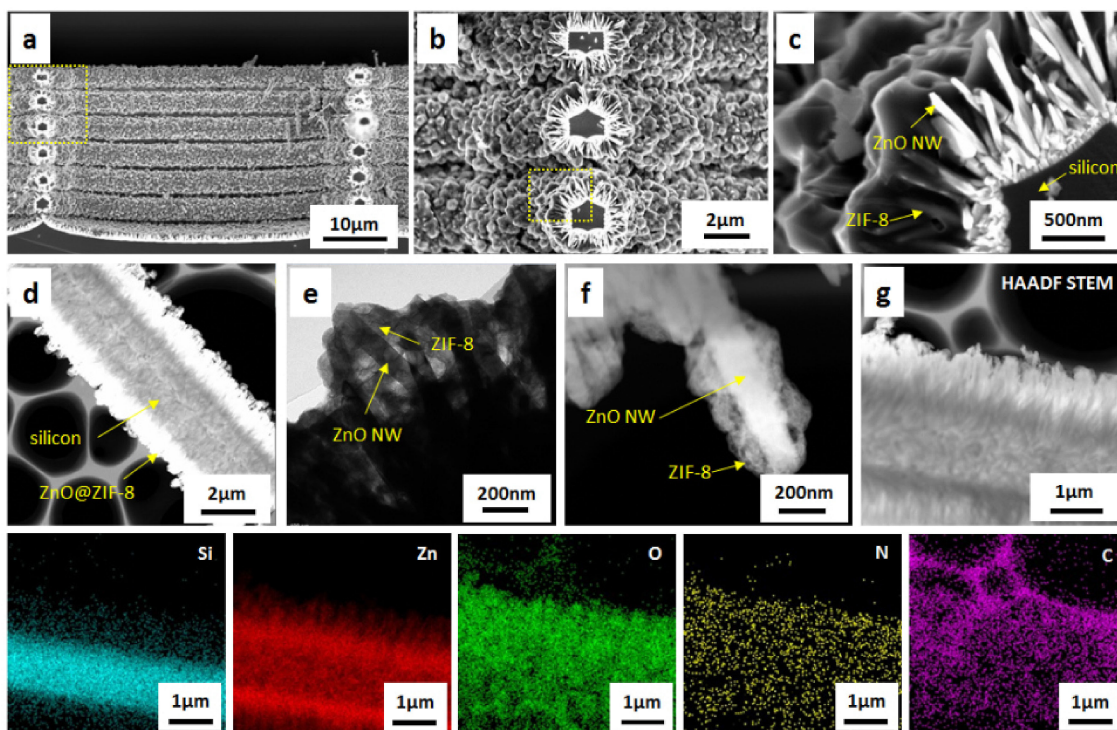 a
10μm
b
2μm
c
ZnO NW
silicon
ZIF-8
500nm
d
silicon
ZnO@ZIF-8
2μm
e
ZIF-8
ZnO NW
200nm
f
ZnO NW
ZIF-8
200nm
g
HAADF STEM
1μm
Si
1μm
Zn
1μm
O
1μm
N
1μm
C
1μm